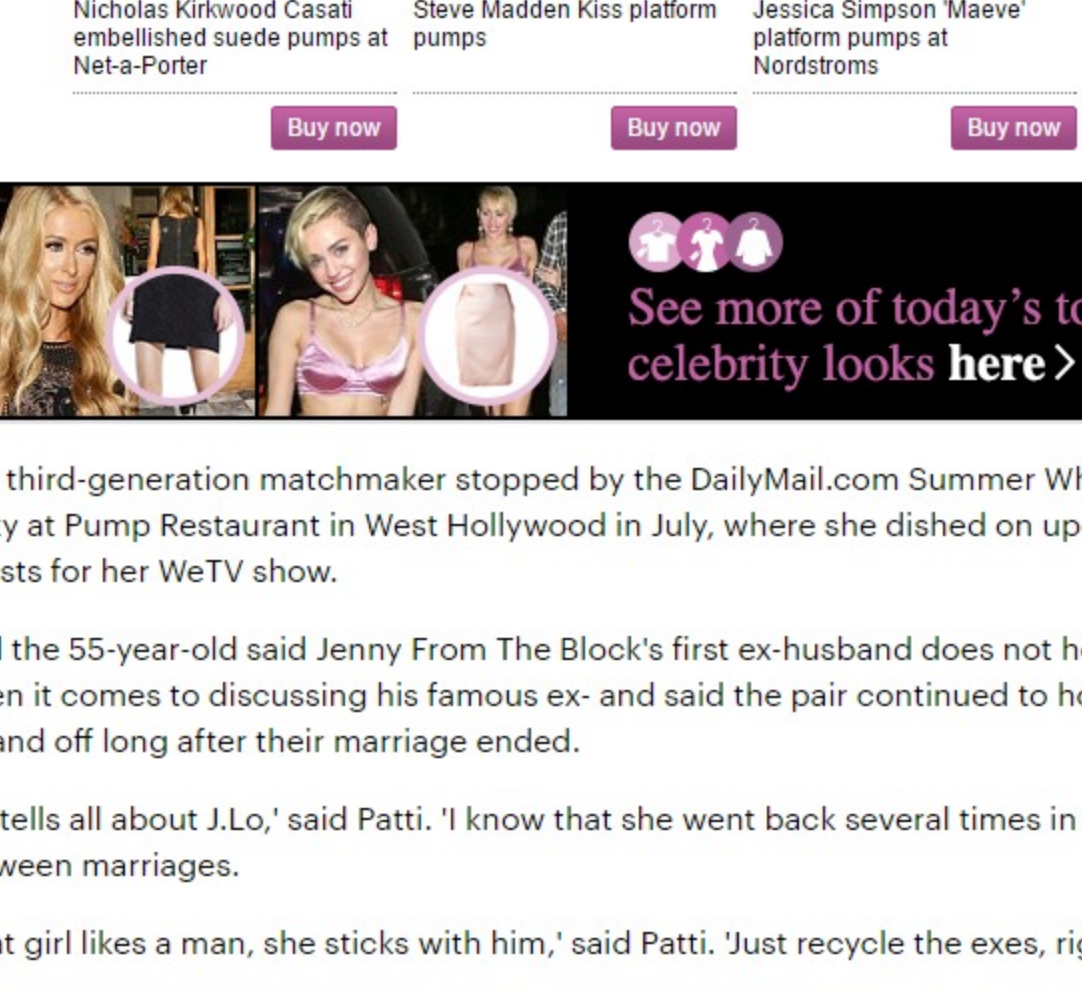 Nicholas Kirkwood Casati Steve Madden Kiss platform Jessica Simpson 'Maeve'
embellished suede pumps at pumps platform pumps at
Net-a-Porter Nordstroms
Buy now Buy now Buy now
See more of today's
celebrity looks here >
third-generation matchmaker stopped by the DailyMail.com Summer
at Pump Restaurant in West Hollywood in July, where she dished on up
for her WeTV show.
the 55-year-old said Jenny From The Block's first ex-husband does not
it comes to discussing his famous ex- and said the pair continued to
and off long after their marriage ended.
tells all about J.Lo,' said Patti. 'I know that she went back several times in
marriages.
girl likes a man, she sticks with him,' said Patti. 'Just recycle the exes,